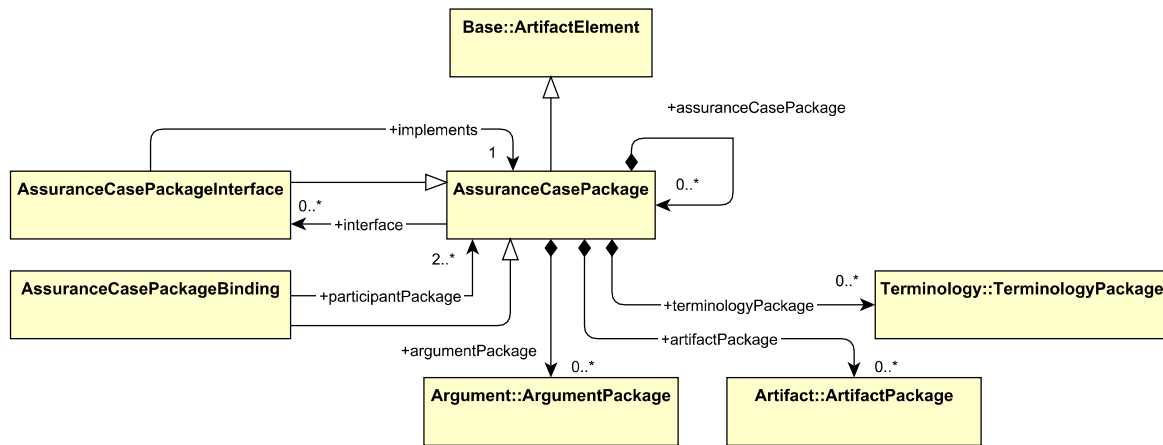 Base::ArtifactElement
+assuranceCasePackage
+implements
1
AssuranceCasePackageInterface
AssuranceCasePackage
0..*
0..*
+interface
2..*
AssuranceCasePackageBinding
+participantPackage
0..*
Terminology::TerminologyPackage
+terminologyPackage
+artifactPackage
+argumentPackage
0..*
0..*
Argument::ArgumentPackage
Artifact::ArtifactPackage